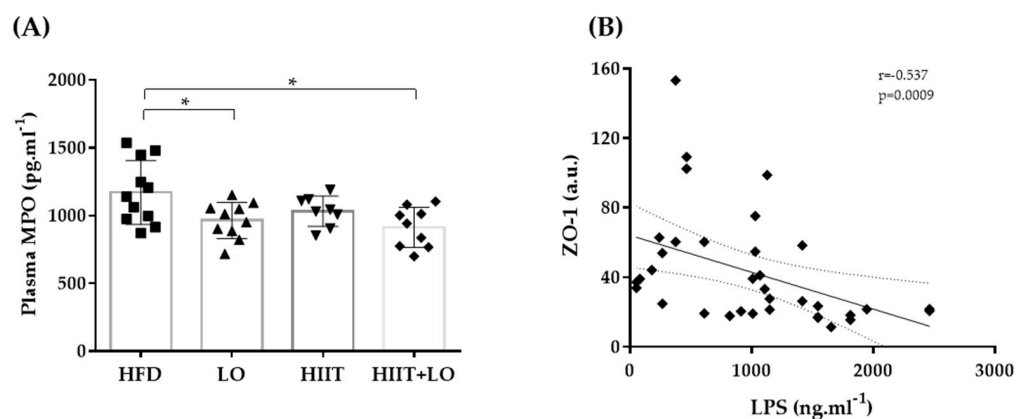 (A)
Plasma MPO (pg.ml⁻¹)
2000
1500
1000
500
0
*
*
HFD LO HIIT HIIT+LO
(B)
ZO-1 (a.u.)
160
120
80
40
0
r=-0.537
p=0.0009
0 1000 2000 3000
LPS (ng.ml⁻¹)